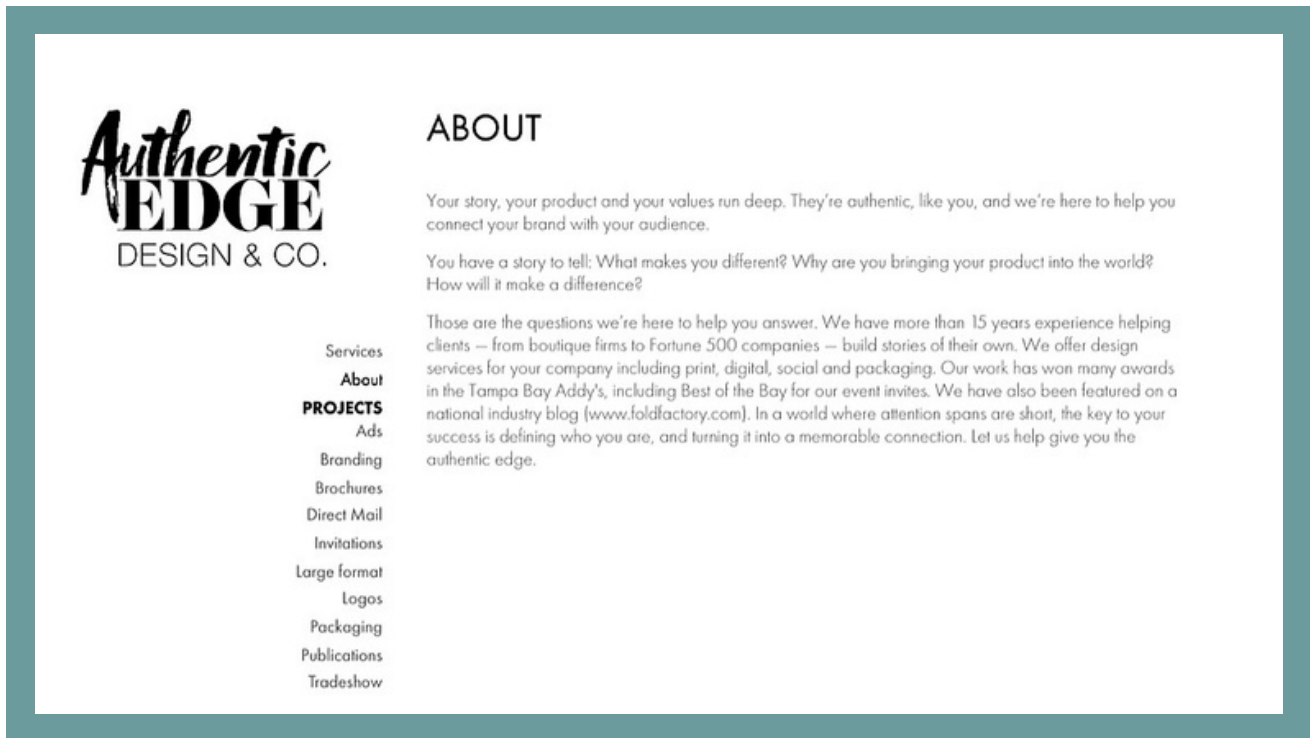 Authentic
EDGE
DESIGN & CO.
Services
About
PROJECTS
Ads
Branding
Brochures
Direct Mail
Invitations
Large format
Logos
Packaging
Publications
Tradeshow
ABOUT
Your story, your product and your values run deep. They're authentic, like you, and we're here to help you
connect your brand with your audience.
You have a story to tell: What makes you different? Why are you bringing your product into the world?
How will it make a difference?
Those are the questions we're here to help you answer. We have more than 15 years experience helping
clients — from boutique firms to Fortune 500 companies — build stories of their own. We offer design
services for your company including print, digital, social and packaging. Our work has won many awards
in the Tampa Bay Addy's, including Best of the Bay for our event invites. We have also been featured on a
national industry blog (www.foldfactory.com). In a world where attention spans are short, the key to your
success is defining who you are, and turning it into a memorable connection. Let us help give you the
authentic edge.